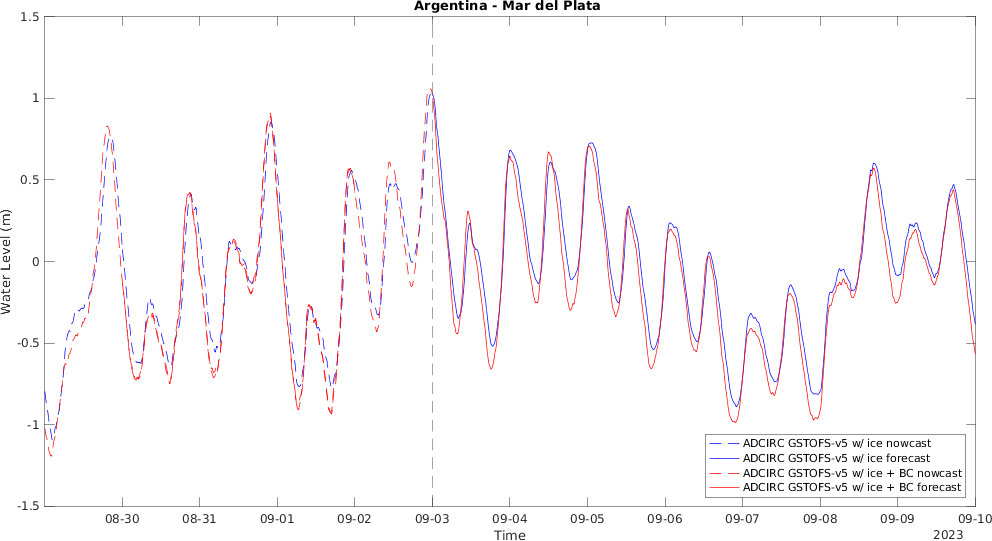 Argentina - Mar del Plata
1.5
1
0.5
0
-0.5
-1
-1.5
Water Level (m)
08-30
08-31
09-01
09-02
09-03
09-04
09-05
09-06
09-07
09-08
09-09
09-10
Time
2023
ADCIRC GSTOFS-v5 w/ ice nowcast
ADCIRC GSTOFS-v5 w/ ice forecast
ADCIRC GSTOFS-v5 w/ ice + BC nowcast
ADCIRC GSTOFS-v5 w/ ice + BC forecast